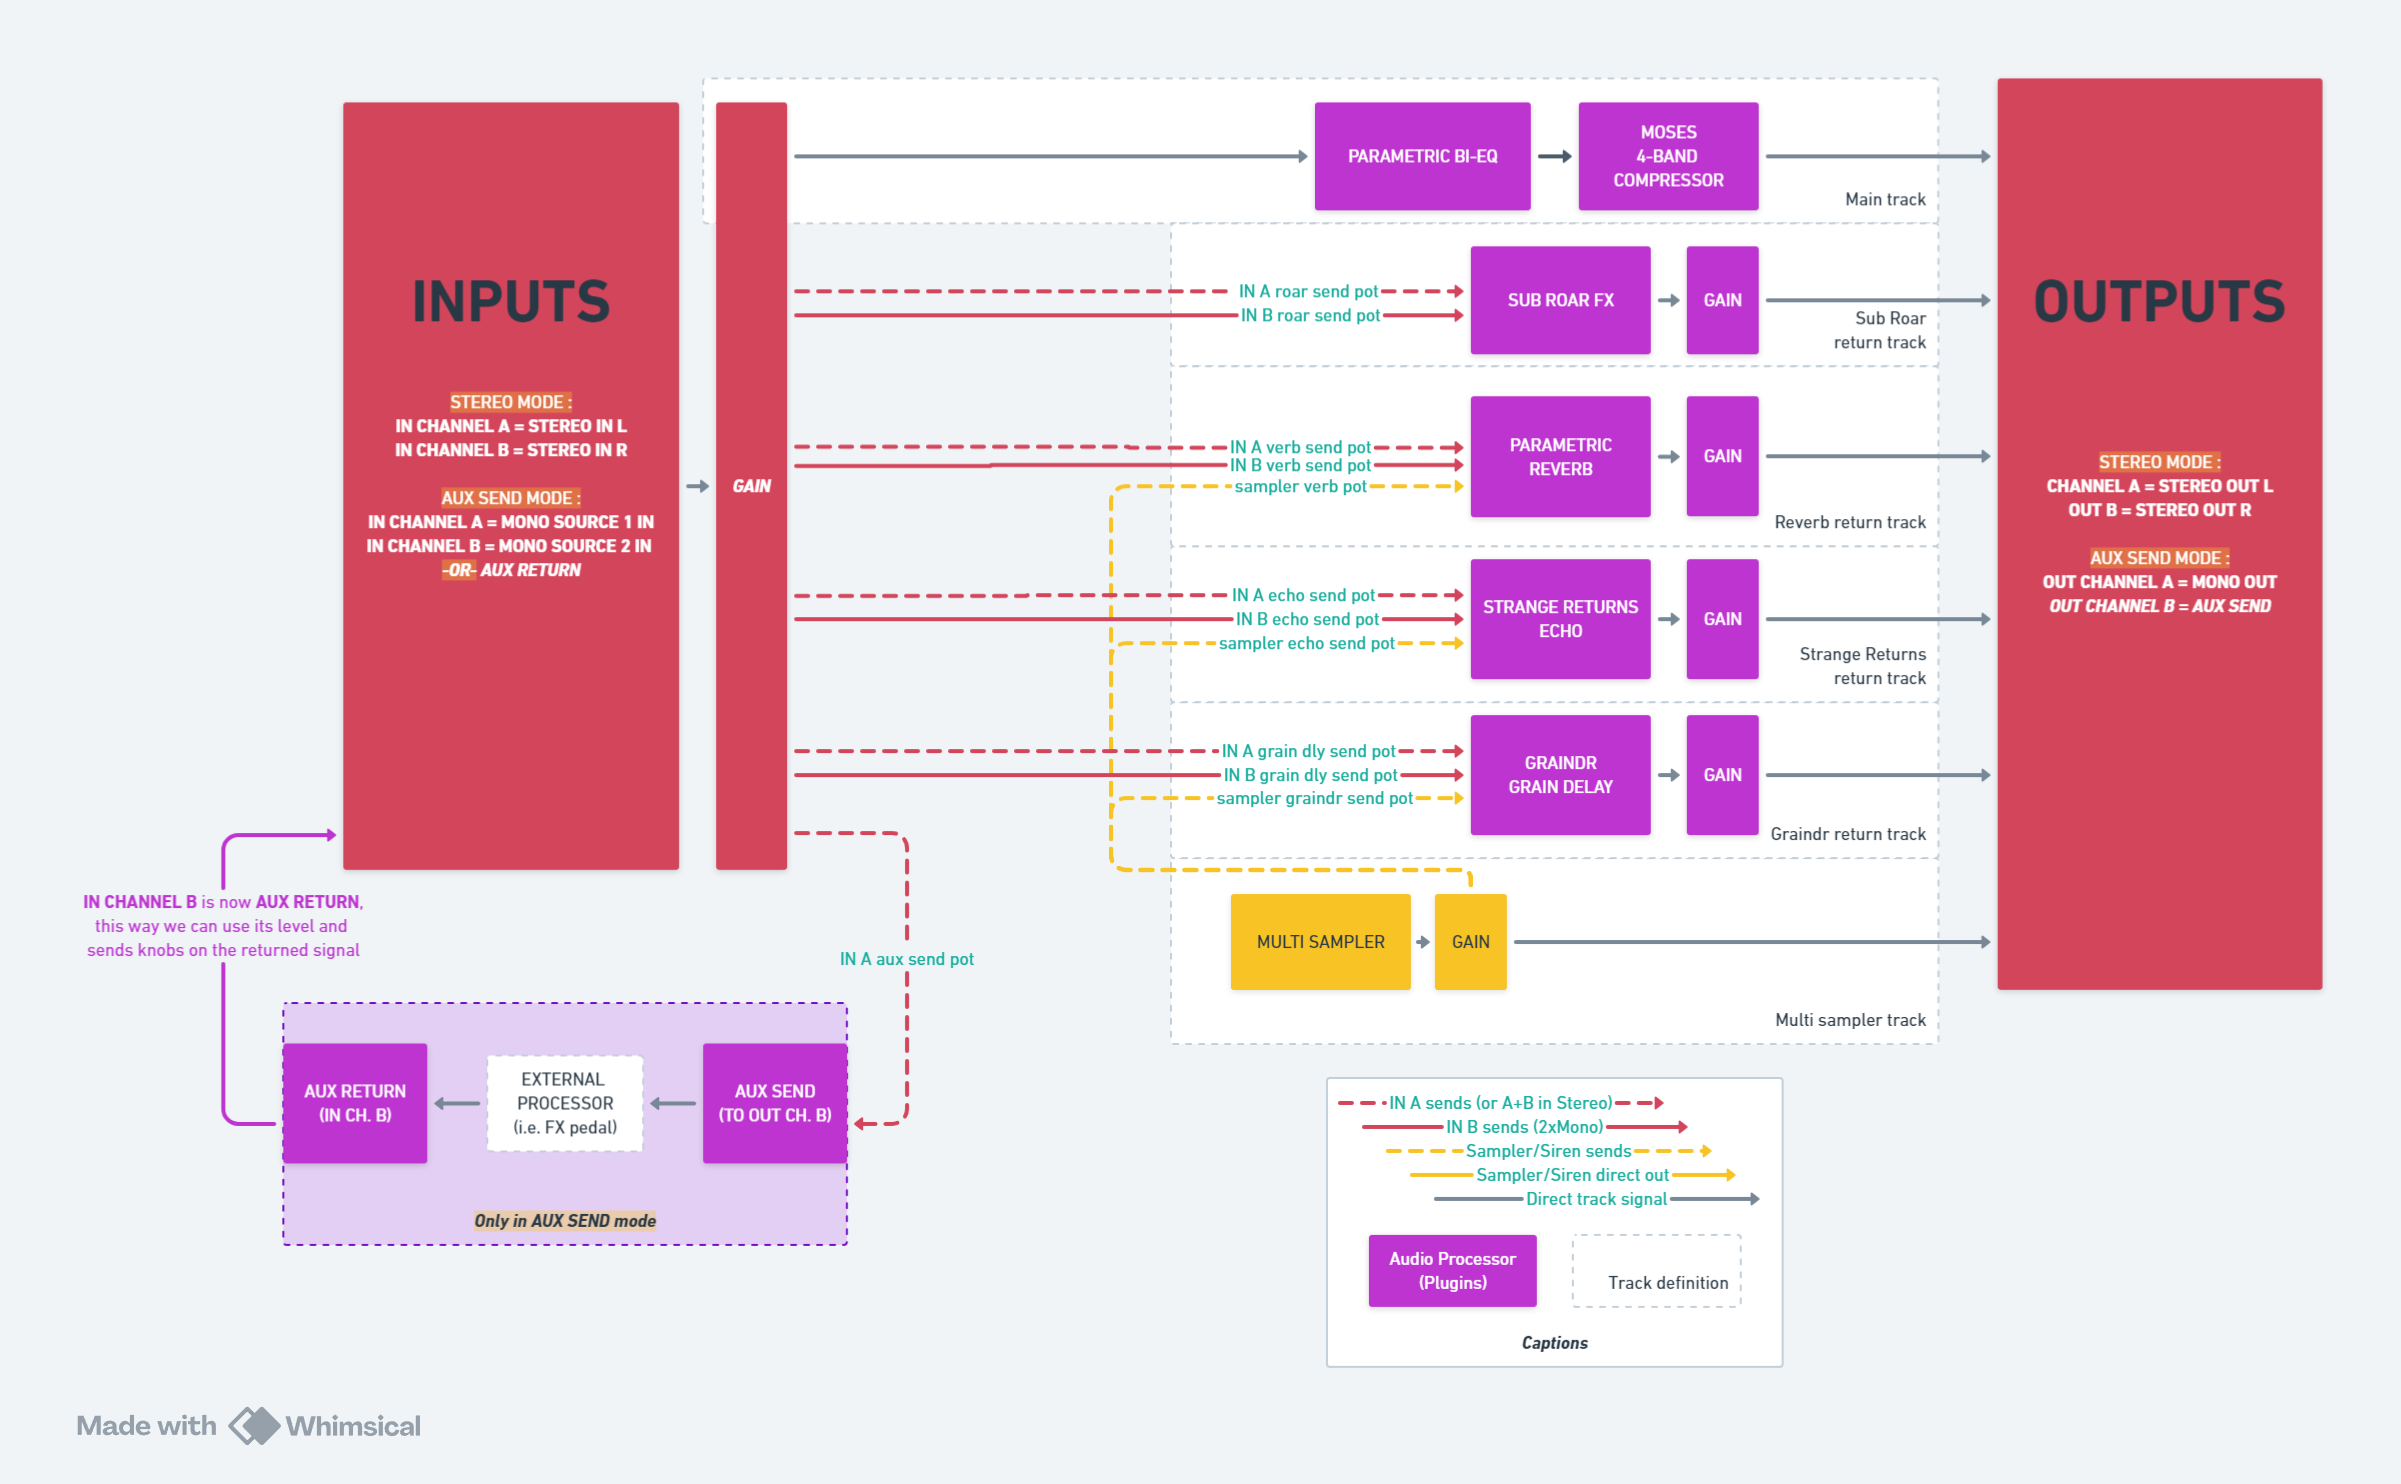 INPUTS
STEREO MODE :
IN CHANNEL A = STEREO IN L
IN CHANNEL B = STEREO IN R
AUX SEND MODE :
IN CHANNEL A = MONO SOURCE 1 IN
IN CHANNEL B = MONO SOURCE 2 IN
-OR- AUX RETURN
GAIN
PARAMETRIC BI-EQ
MOSES
4-BAND
COMPRESSOR
Main track
IN A roar send pot
IN B roar send pot
SUB ROAR FX
GAIN
Sub Roar
return track
IN A verb send pot
IN B verb send pot
sampler verb pot
PARAMETRIC
REVERB
GAIN
Reverb return track
IN A echo send pot
IN B echo send pot
sampler echo send pot
STRANGE RETURNS
ECHO
GAIN
Strange Returns
return track
IN A grain dly send pot
IN B grain dly send pot
sampler graindr send pot
GRAINDR
GRAIN DELAY
GAIN
Graindr return track
MULTI SAMPLER
GAIN
Multi sampler track
OUTPUTS
STEREO MODE :
CHANNEL A = STEREO OUT L
OUT B = STEREO OUT R
AUX SEND MODE :
OUT CHANNEL A = MONO OUT
OUT CHANNEL B = AUX SEND
IN CHANNEL B is now AUX RETURN,
this way we can use its level and
sends knobs on the returned signal
IN A aux send pot
AUX RETURN
(IN CH. B)
EXTERNAL
PROCESSOR
(i.e. FX pedal)
AUX SEND
(TO OUT CH. B)
Only in AUX SEND mode
IN A sends (or A+B in Stereo)
IN B sends (2xMono)
Sampler/Siren sends
Sampler/Siren direct out
Direct track signal
Audio Processor
(Plugins)
Track definition
Captions
Made with Whimsical